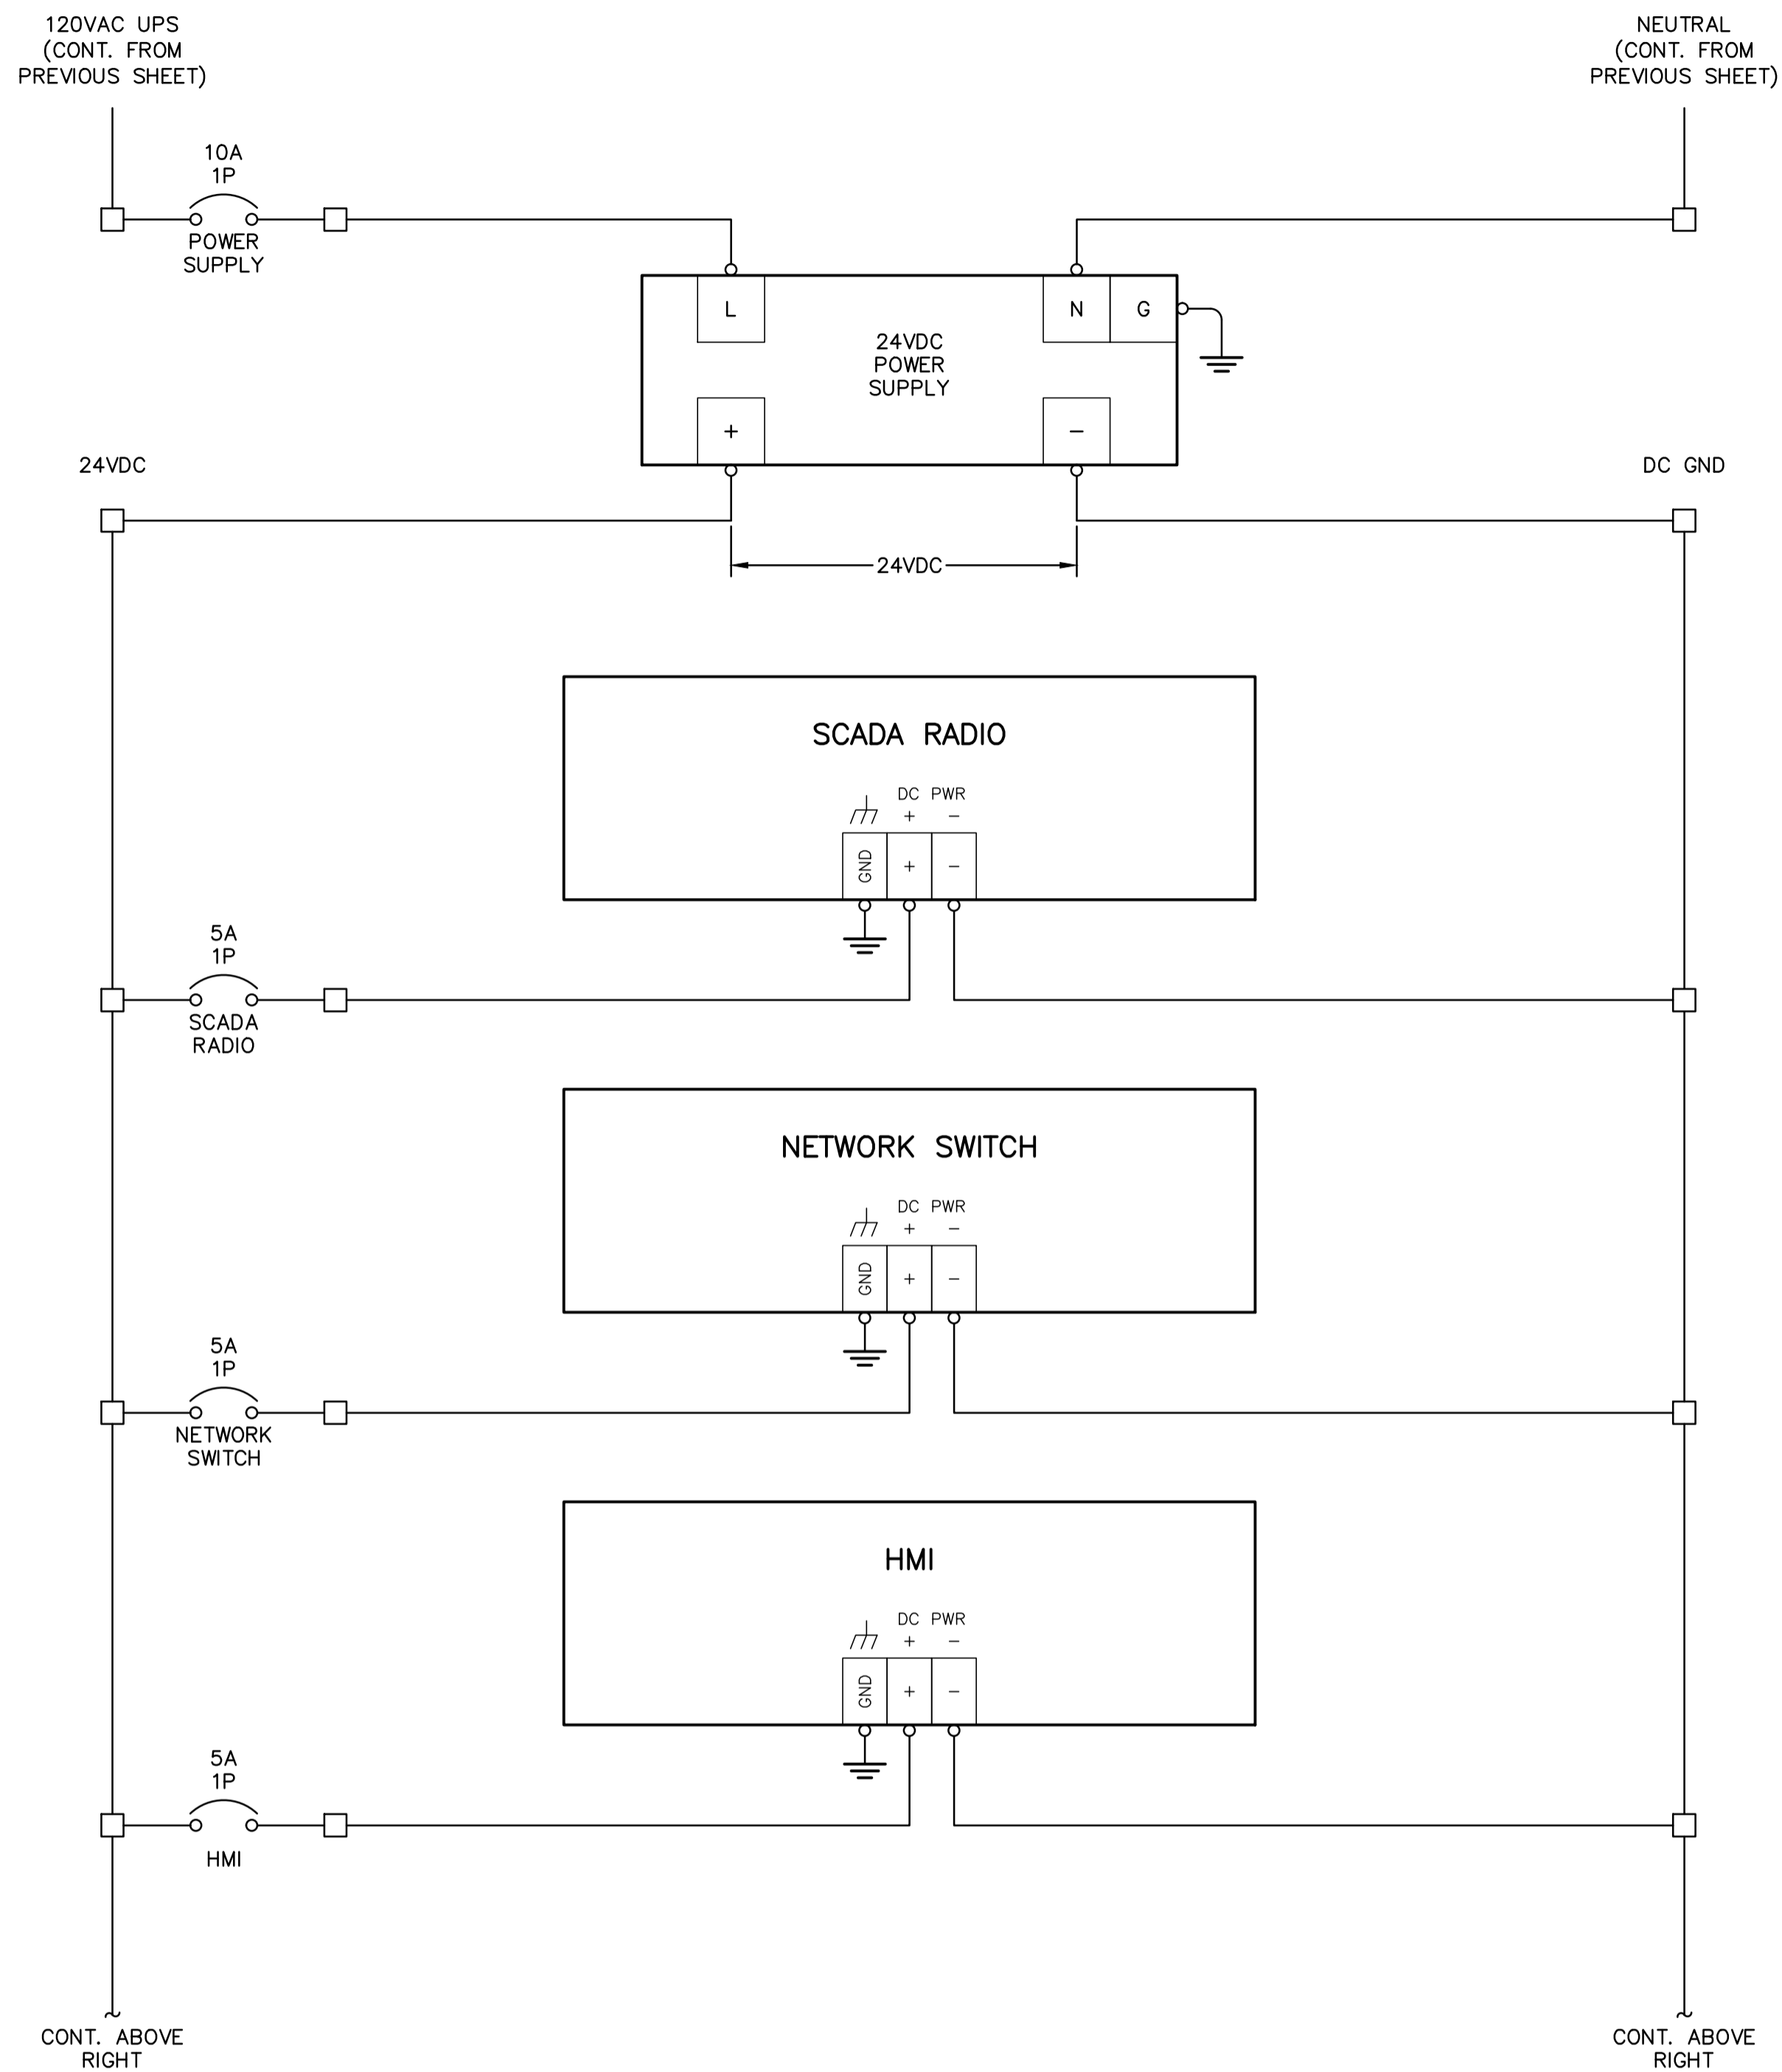 120VAC UPS
(CONT. FROM
PREVIOUS SHEET)
NEUTRAL
(CONT. FROM
PREVIOUS SHEET)
10A
1P
POWER
SUPPLY
L
N
G
24VDC
POWER
SUPPLY
+
−
24VDC
DC GND
24VDC
SCADA RADIO
DC PWR
+ −
GND + −
5A
1P
SCADA
RADIO
NETWORK SWITCH
DC PWR
+ −
GND + −
5A
1P
NETWORK
SWITCH
HMI
DC PWR
+ −
GND + −
5A
1P
HMI
CONT. ABOVE
RIGHT
CONT. ABOVE
RIGHT